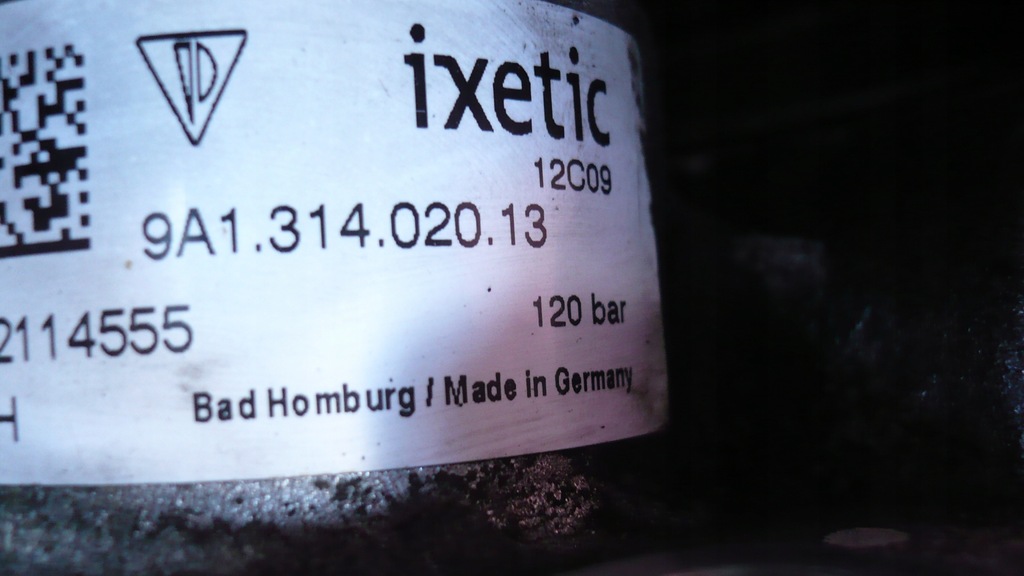 ixetic
12C09
9A1.314.020.13
2114555
120 bar
Bad Homburg / Made in Germany
H